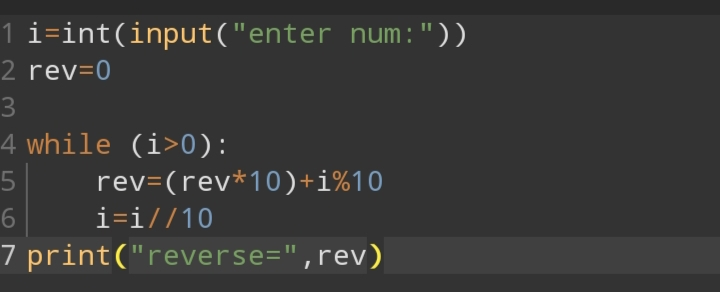 1 i=int(input("enter num:"))
2 rev=0
3
4 while (i>0):
5     rev=(rev*10)+i%10
6     i=i//10
7 print("reverse=",rev)